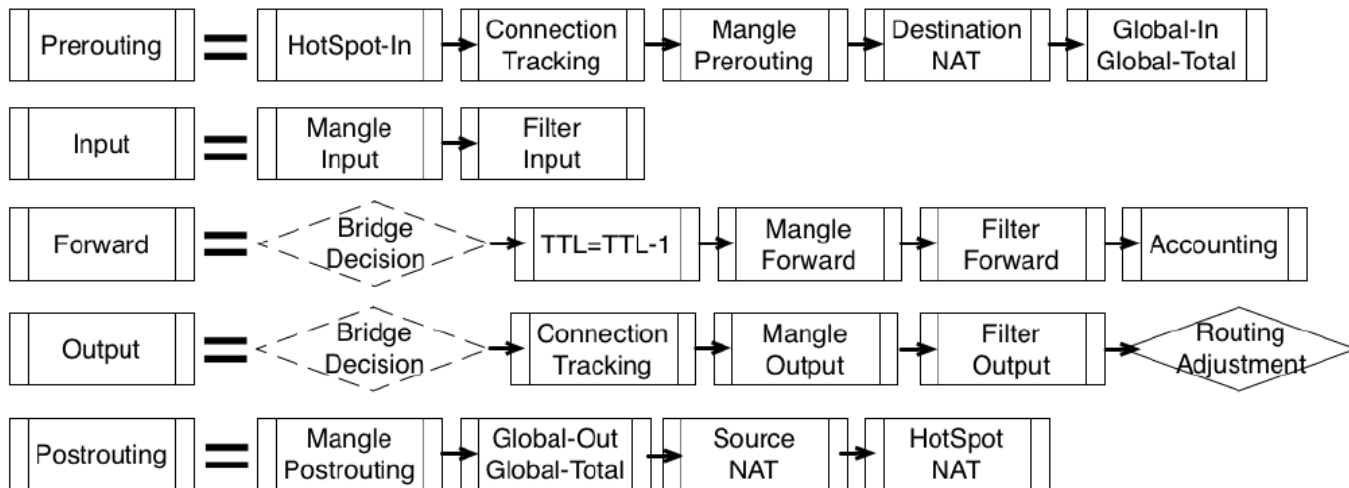 Prerouting
=
HotSpot-In
Connection
Tracking
Mangle
Prerouting
Destination
NAT
Global-In
Global-Total
Input
=
Mangle
Input
Filter
Input
Forward
=
Bridge
Decision
TTL=TTL-1
Mangle
Forward
Filter
Forward
Accounting
Output
=
Bridge
Decision
Connection
Tracking
Mangle
Output
Filter
Output
Routing
Adjustment
Postrouting
=
Mangle
Postrouting
Global-Out
Global-Total
Source
NAT
HotSpot
NAT